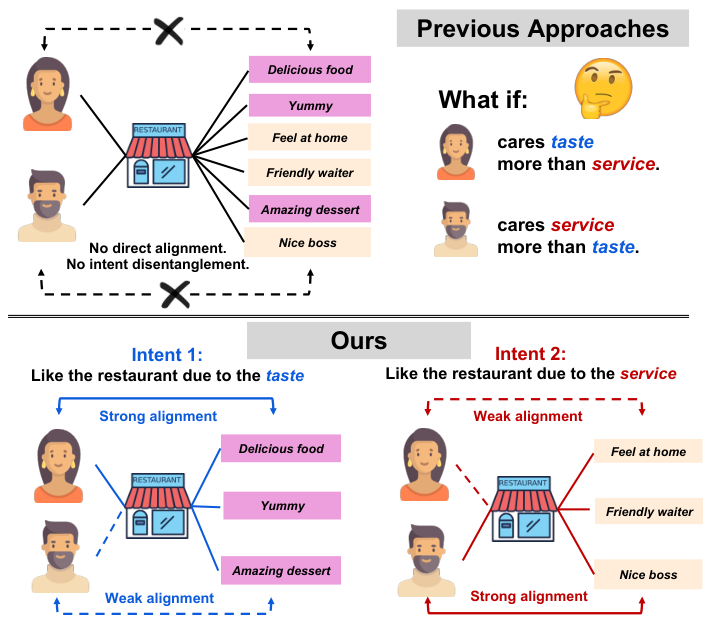 Previous Approaches
Delicious food
Yummy
Feel at home
Friendly waiter
Amazing dessert
Nice boss
RESTAURANT
No direct alignment.
No intent disentanglement.
What if:
cares taste
more than service.
cares service
more than taste.
Ours
Intent 1:
Like the restaurant due to the taste
Strong alignment
Delicious food
RESTAURANT
Yummy
Amazing dessert
Weak alignment
Intent 2:
Like the restaurant due to the service
Weak alignment
Feel at home
RESTAURANT
Friendly waiter
Nice boss
Strong alignment